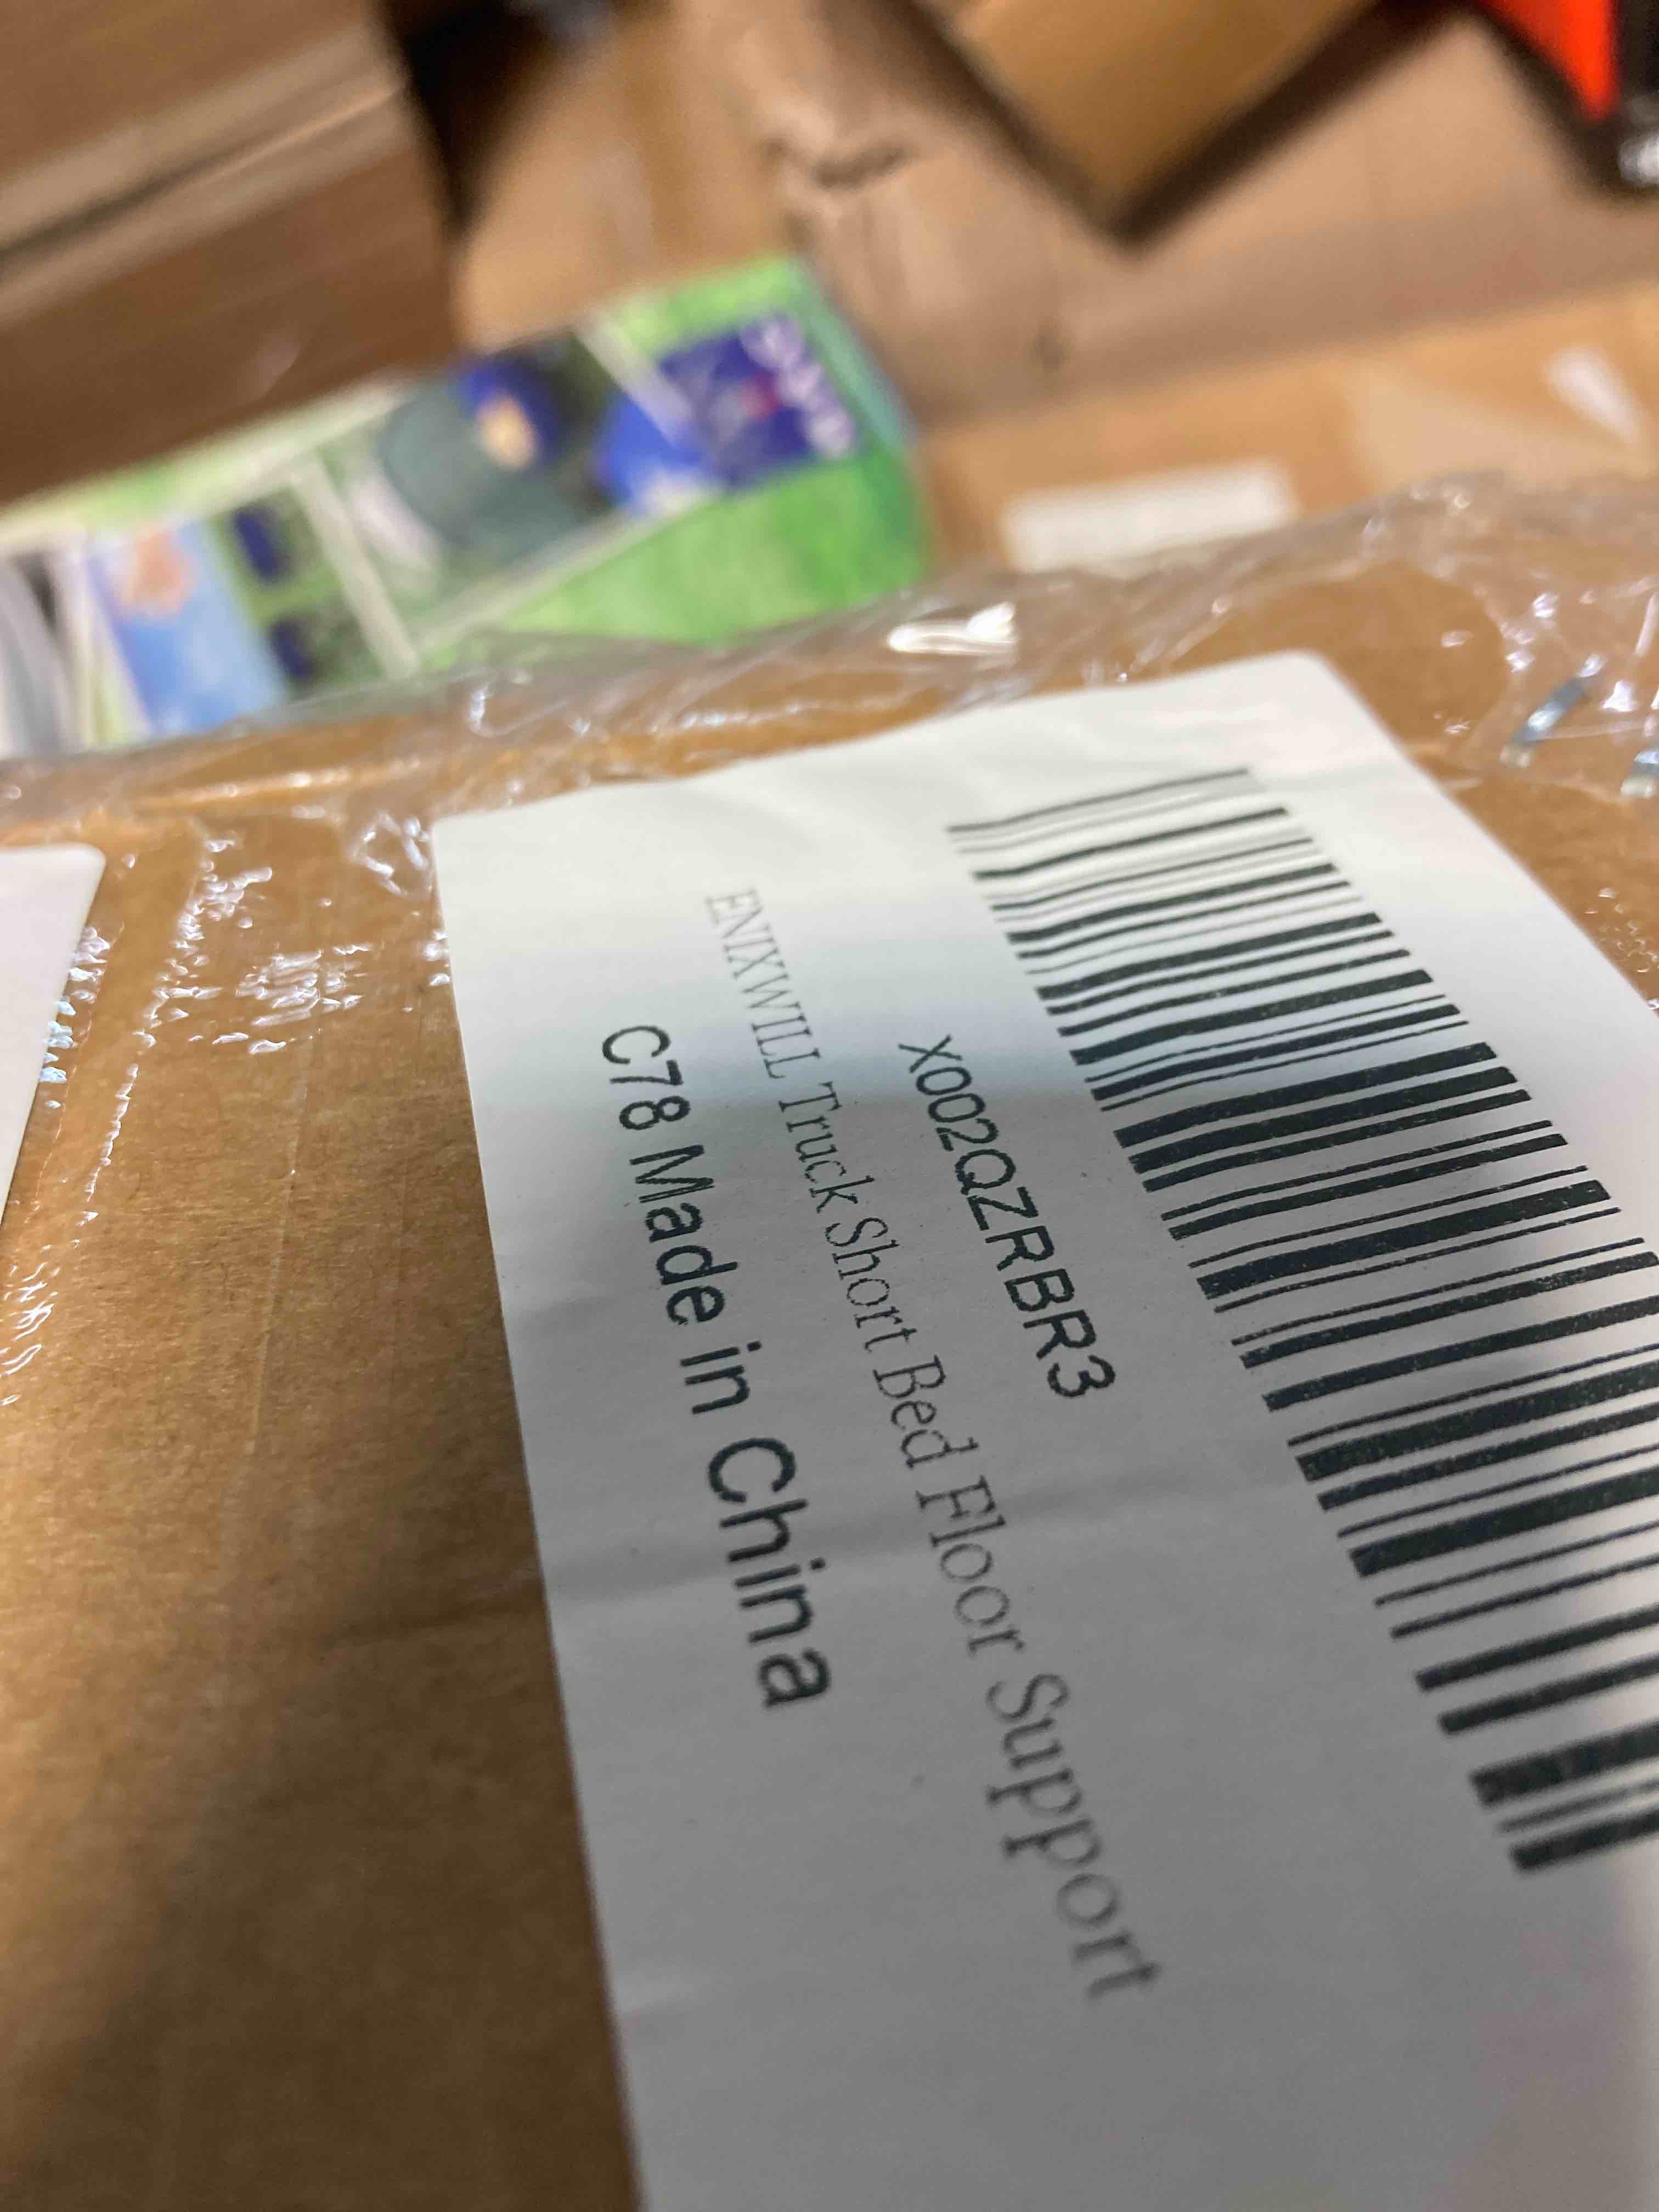 X002QZRBR3
ENIXWILL Truck Short Bed Floor Support
C78 Made in China